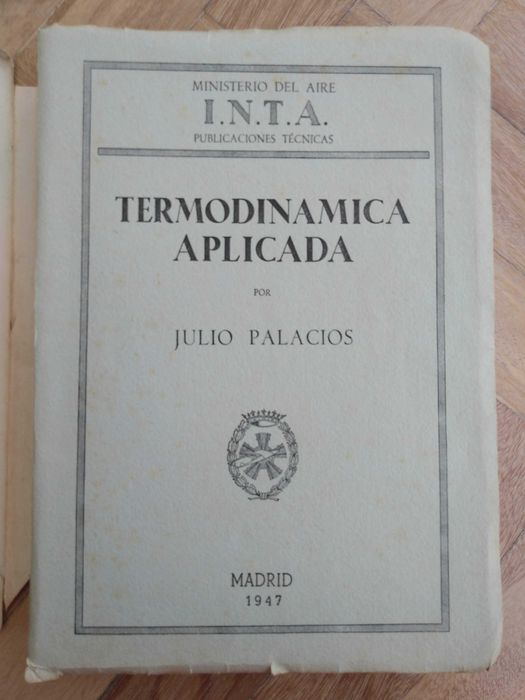 MINISTERIO DEL AIRE
I.N.T.A.
PUBLICACIONES TÉCNICAS
TERMODINAMICA
APLICADA
POR
JULIO PALACIOS
MADRID
1947